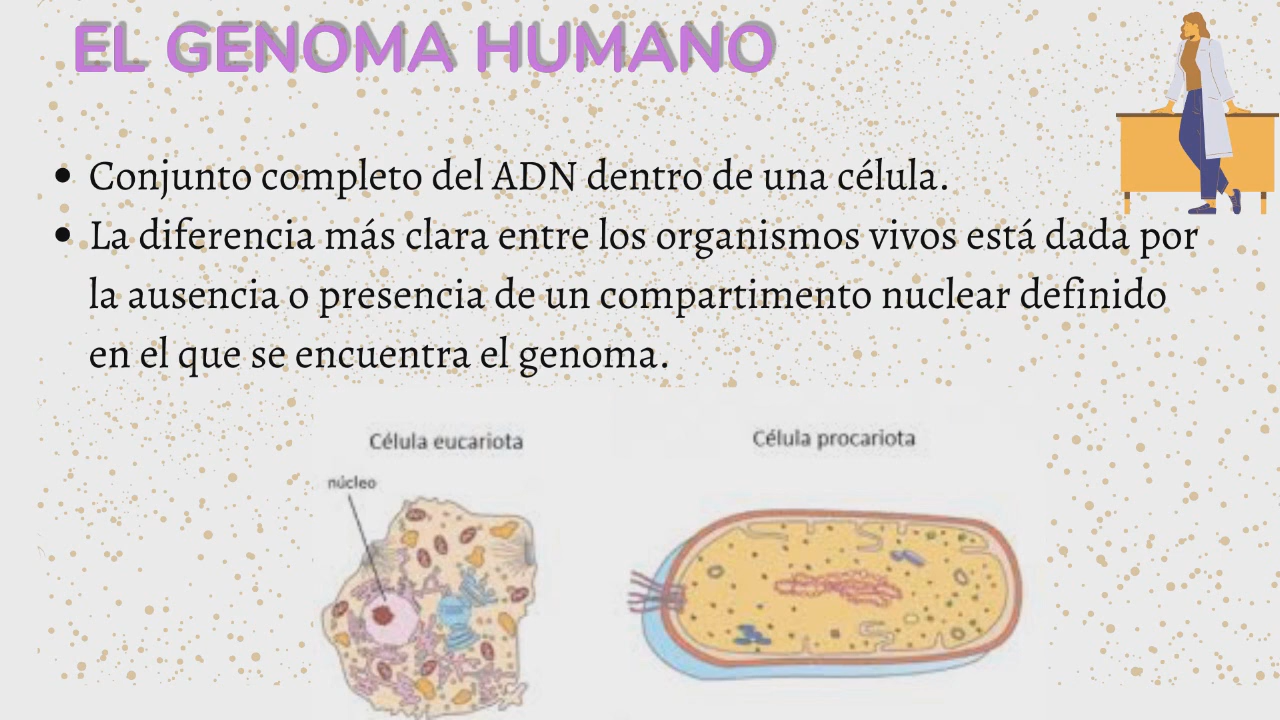 EL GENOMA HUMANO
• Conjunto completo del ADN dentro de una célula.
• La diferencia más clara entre los organismos vivos está dada por
la ausencia o presencia de un compartimento nuclear definido
en el que se encuentra el genoma.
Célula eucariota
Célula procariota
núcleo